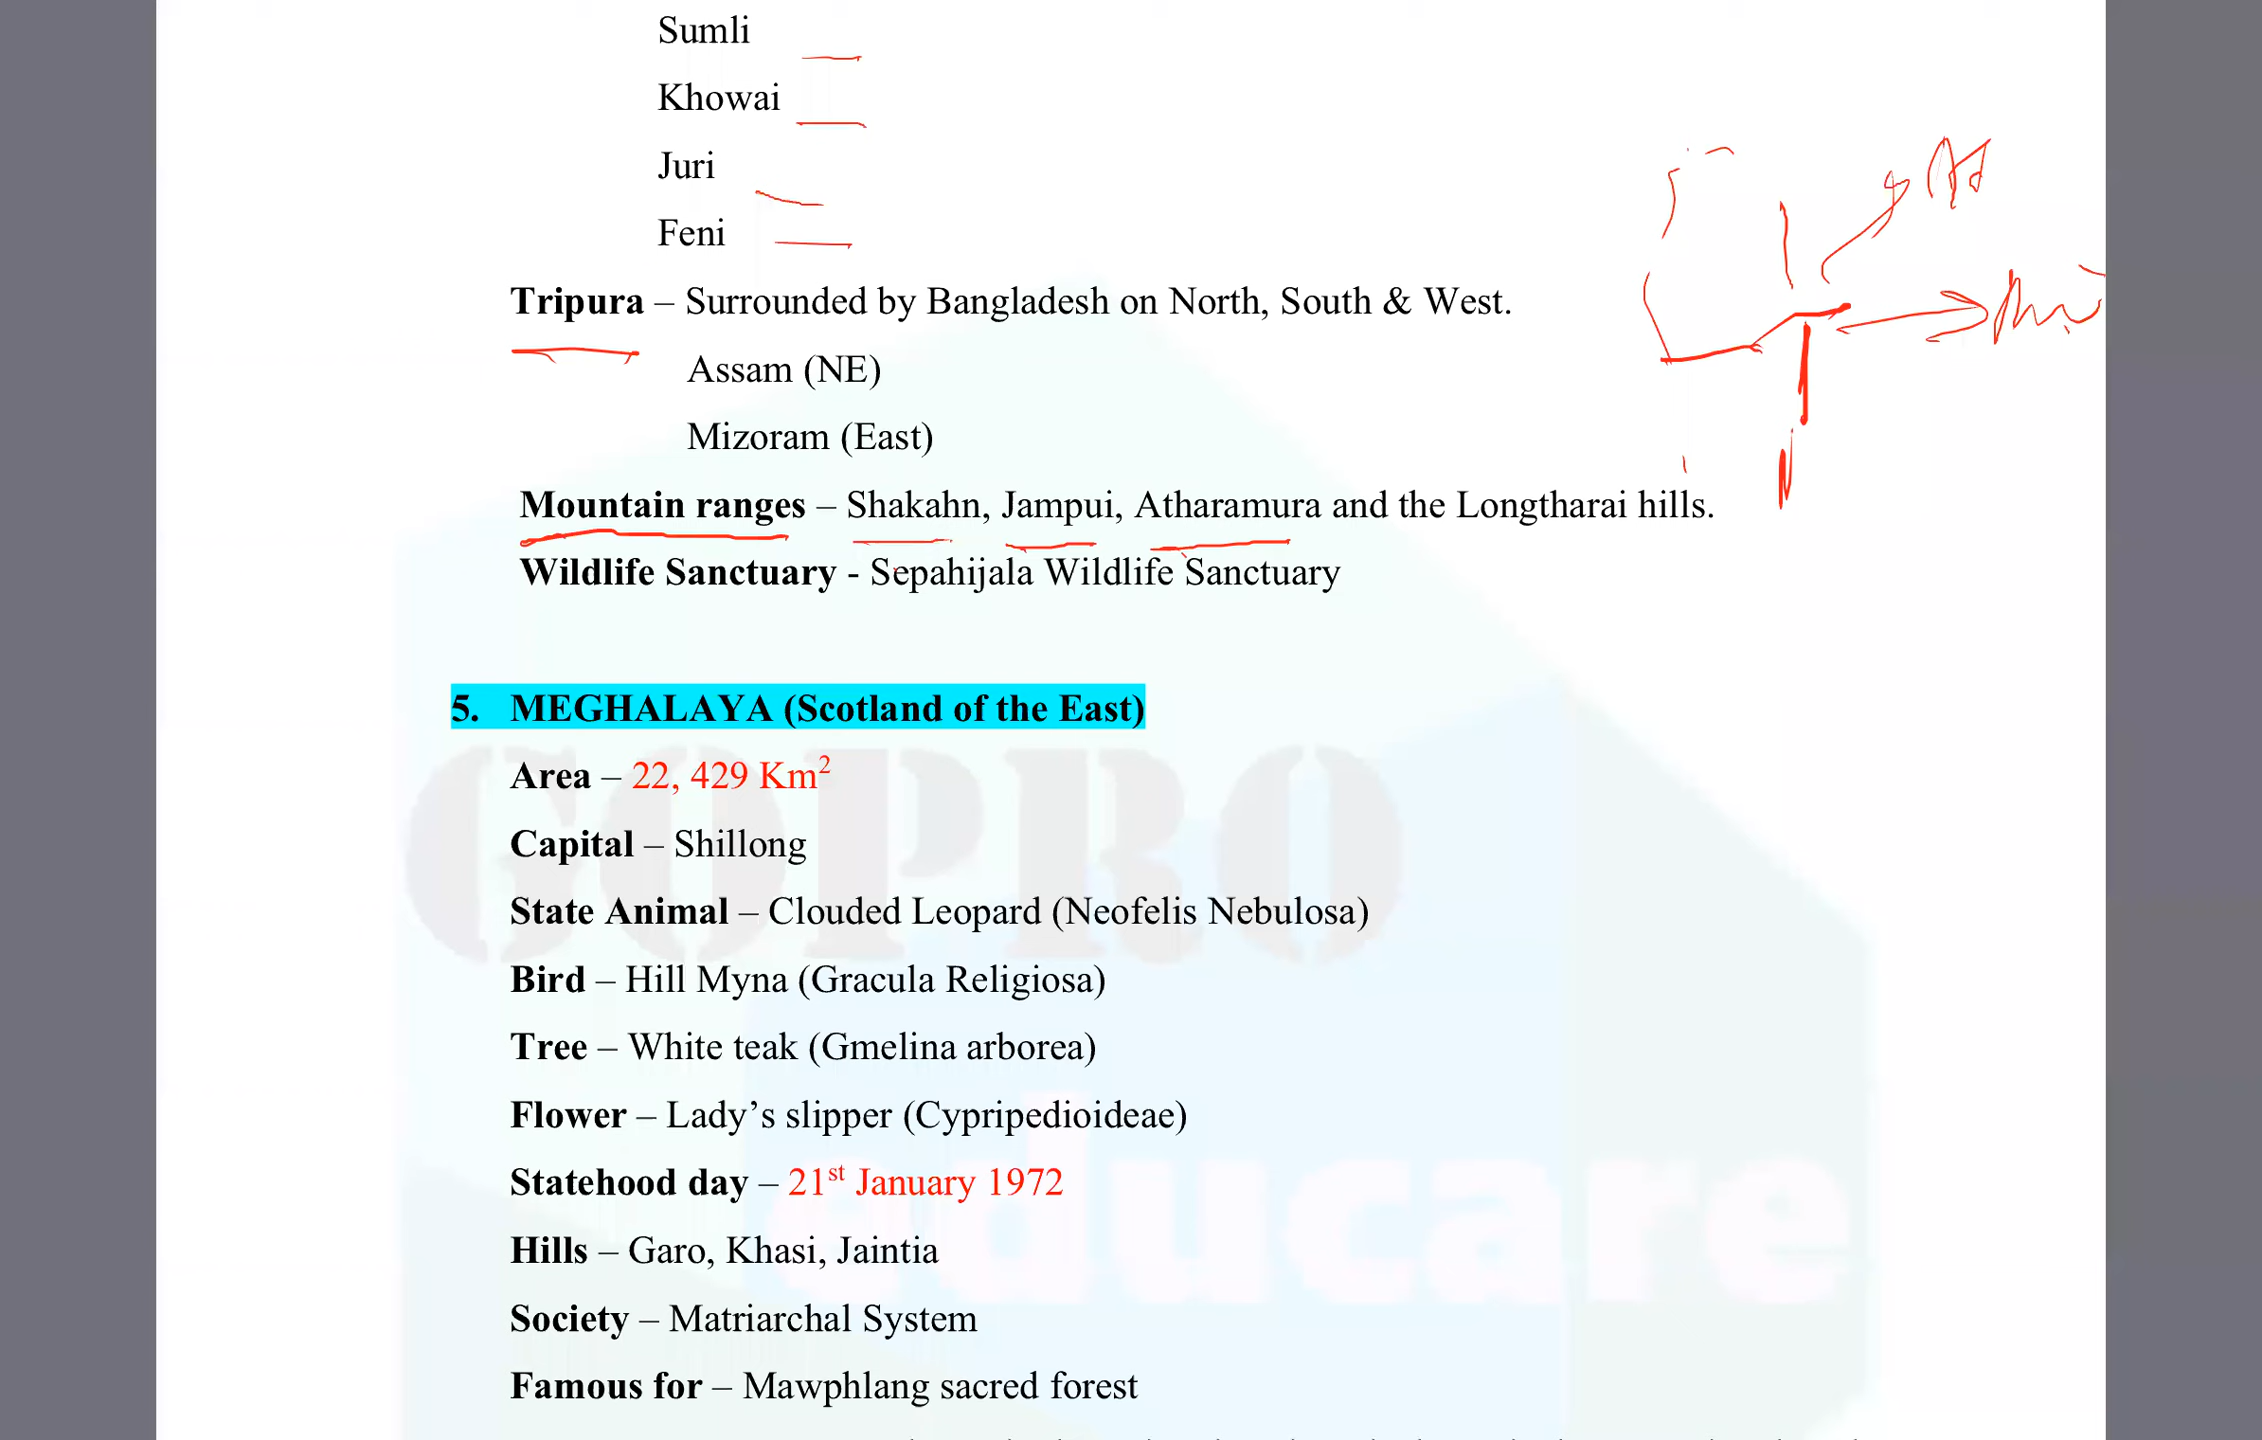 Sumli
Khowai
Juri
Feni
Tripura – Surrounded by Bangladesh on North, South & West.
Assam (NE)
Mizoram (East)
Mountain ranges – Shakahn, Jampui, Atharamura and the Longtharai hills.
Wildlife Sanctuary - Sepahijala Wildlife Sanctuary
5. MEGHALAYA (Scotland of the East)
Area – 22, 429 Km²
Capital – Shillong
State Animal – Clouded Leopard (Neofelis Nebulosa)
Bird – Hill Myna (Gracula Religiosa)
Tree – White teak (Gmelina arborea)
Flower – Lady’s slipper (Cypripedioideae)
Statehood day – 21st January 1972
Hills – Garo, Khasi, Jaintia
Society – Matriarchal System
Famous for – Mawphlang sacred forest
GOPRO
educare